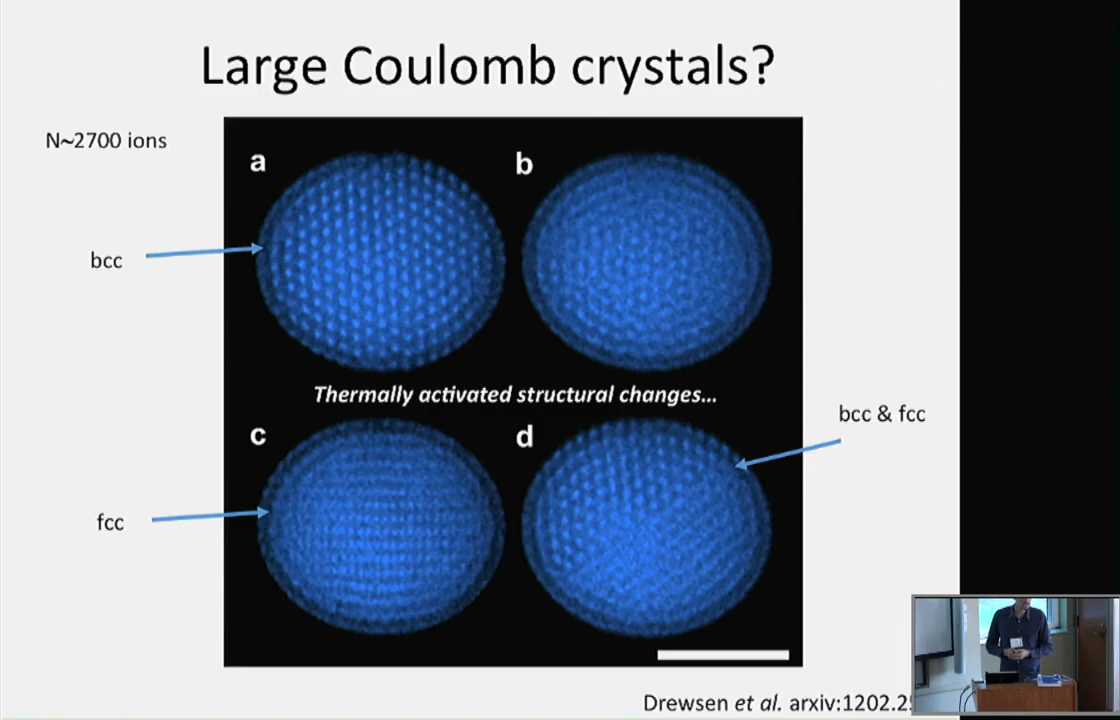 Large Coulomb crystals?
N~2700 ions
a
b
bcc
Thermally activated structural changes...
bcc & fcc
c
d
fcc
Drewsen et al. arxiv:1202.2